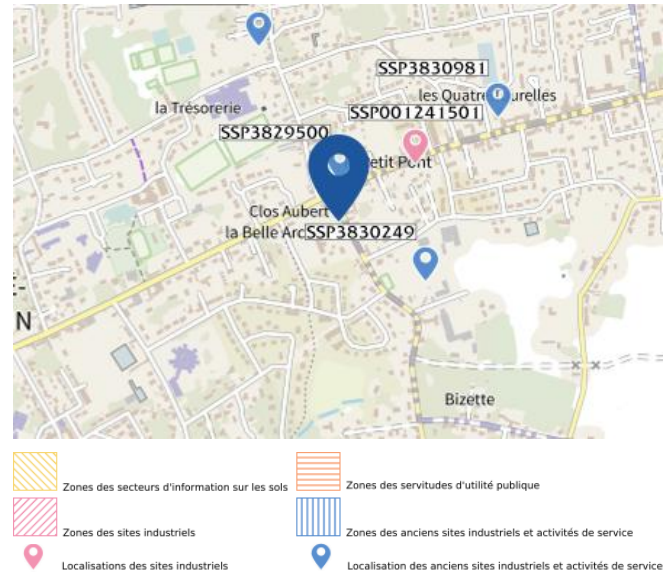 SSP3830981
la Trésorerie
les Quatre
urelles
SSP001241501
SSP3829500
etit Pont
Clos Aubert
la Belle Arc
SSP3830249
É-
N
Bizette
Zones des secteurs d'information sur les sols
Zones des servitudes d'utilité publique
Zones des sites industriels
Zones des anciens sites industriels et activités de service
Localisations des sites industriels
Localisation des anciens sites industriels et activités de service